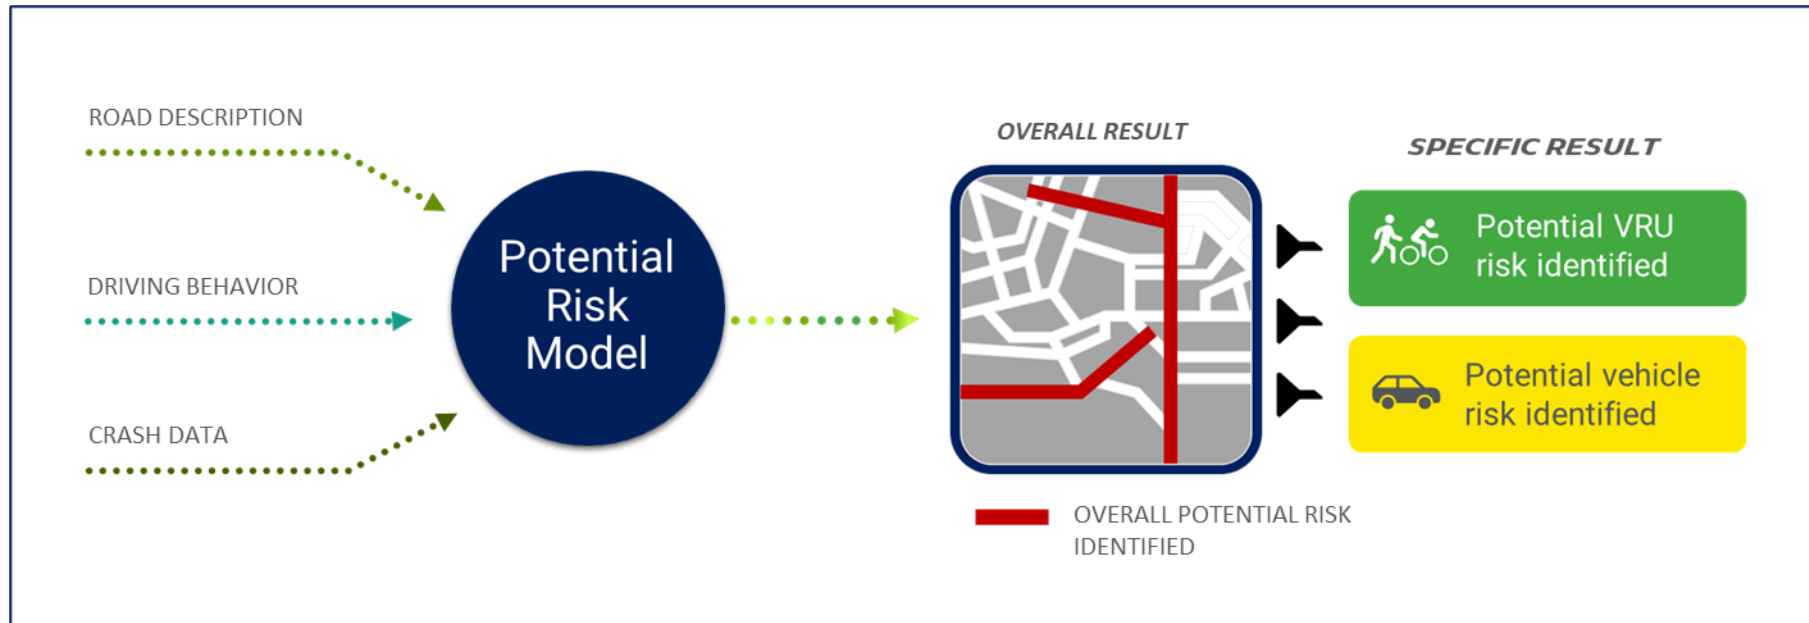 ROAD DESCRIPTION
DRIVING BEHAVIOR
CRASH DATA
Potential
Risk
Model
OVERALL RESULT
OVERALL POTENTIAL RISK
IDENTIFIED
SPECIFIC RESULT
Potential VRU
risk identified
Potential vehicle
risk identified